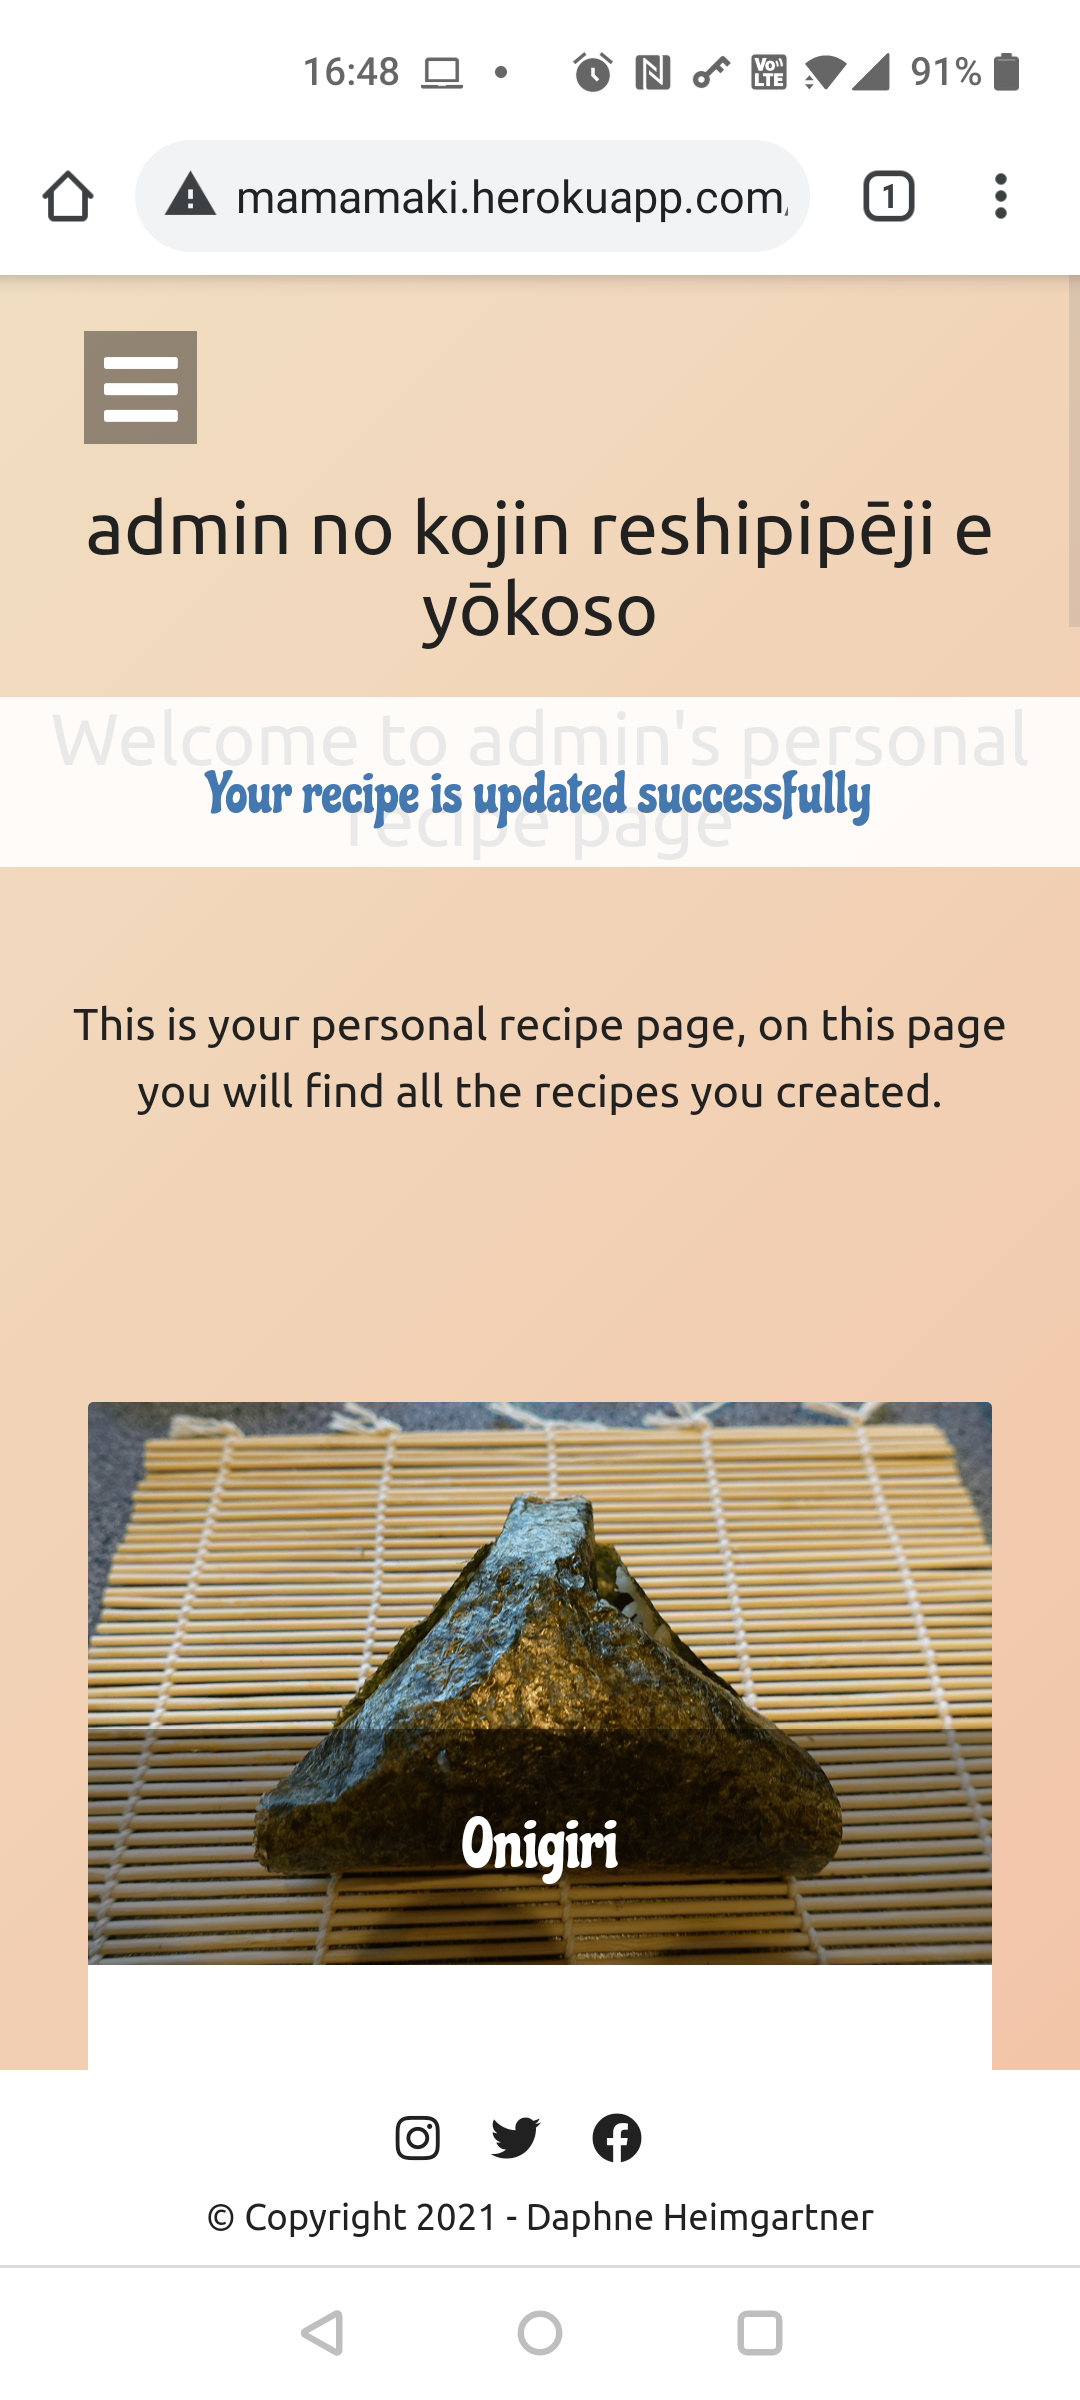 16:48 Vo LTE 91%
mamamaki.herokuapp.com/ 1
admin no kojin reshipipēji e
yōkoso
Welcome to admin's personal
Your recipe is updated successfully
recipe page
This is your personal recipe page, on this page
you will find all the recipes you created.
Onigiri
© Copyright 2021 - Daphne Heimgartner